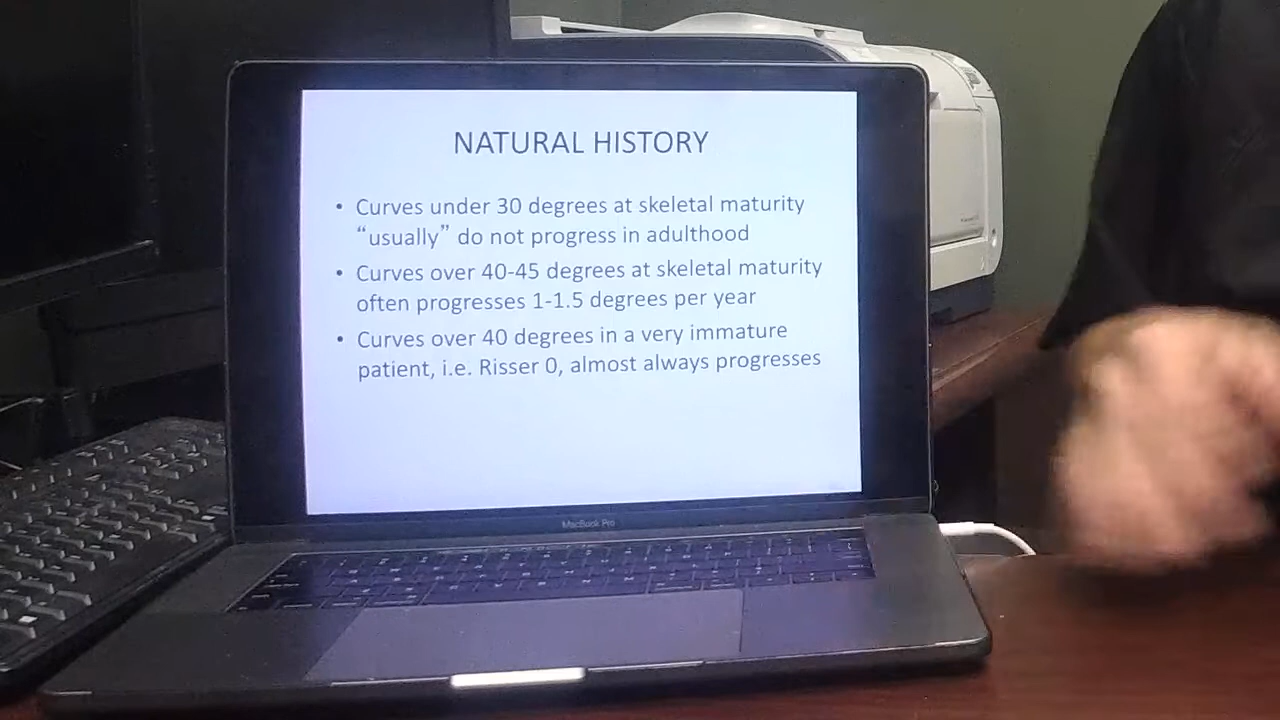 NATURAL HISTORY
• Curves under 30 degrees at skeletal maturity
“usually” do not progress in adulthood
• Curves over 40-45 degrees at skeletal maturity
often progresses 1-1.5 degrees per year
• Curves over 40 degrees in a very immature
patient, i.e. Risser 0, almost always progresses
MacBook Pro